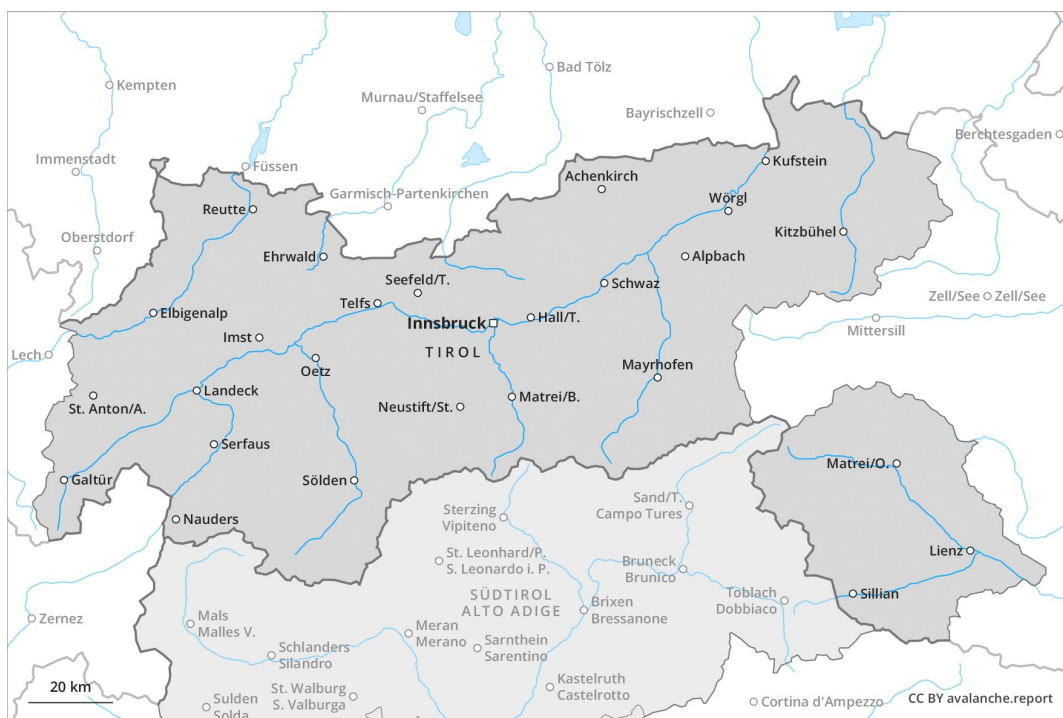 Kempten
Bad Tölz
Murnau/Staffelsee
Bayrischzell
Berchtesgaden
Immenstadt
Füssen
Garmisch-Partenkirchen
Achenkirch
Kufstein
Reutte
Wörgl
Oberstdorf
Kitzbühel
Ehrwald
Alpbach
Seefeld/T.
Schwaz
Telfs
Zell/See
Zell/See
Elbigenalp
Innsbruck
Hall/T.
Mittersill
Imst
TIROL
Lech
Oetz
Mayrhofen
Landeck
Matrei/B.
St. Anton/A.
Neustift/St.
Serfaus
Matrei/O.
Galtür
Sölden
Sand/T.
Campo Tures
Nauders
Sterzing
Vipiteno
Lienz
St. Leonhard/P.
S. Leonardo i. P.
Bruneck
Brunico
SÜDTIROL
ALTO ADIGE
Sillian
Toblach
Dobbiaco
Brixen
Bressanone
Zernez
Mals
Malles V.
Meran
Merano
Sarnthein
Sarentino
Schlanders
Silandro
20 km
St. Walburg
S. Valburga
Kastelruth
Castelrotto
Sulden
Solda
Cortina d'Ampezzo
CC BY avalanche.report